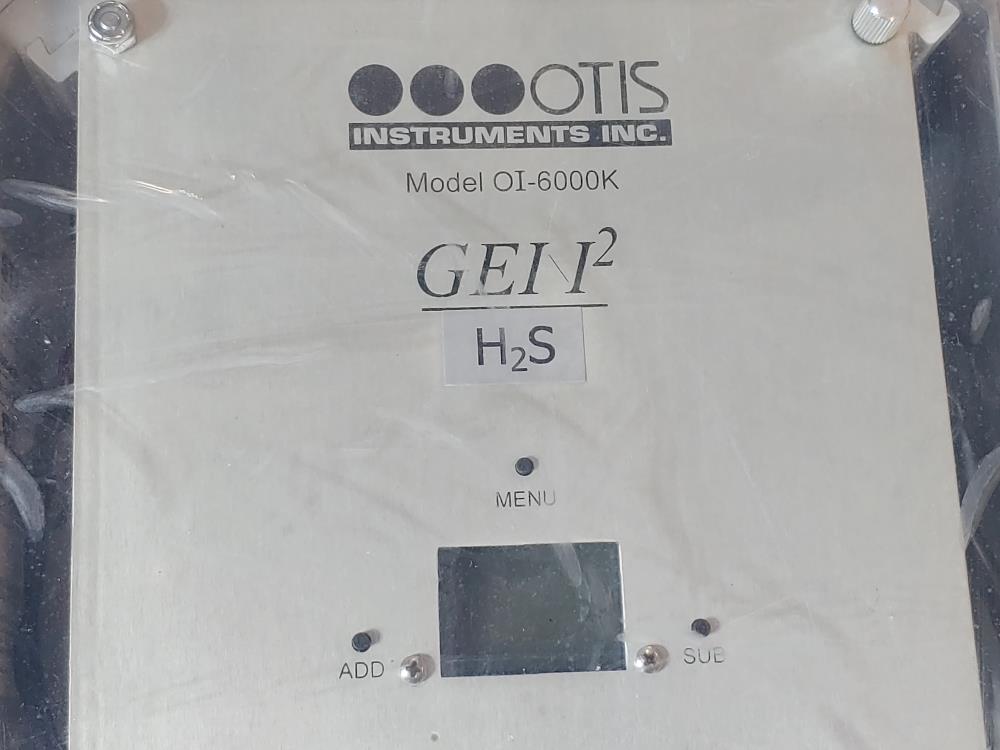 OTIS
INSTRUMENTS INC.
Model OI-6000K
GEN²
H₂S
MENU
ADD
SUB